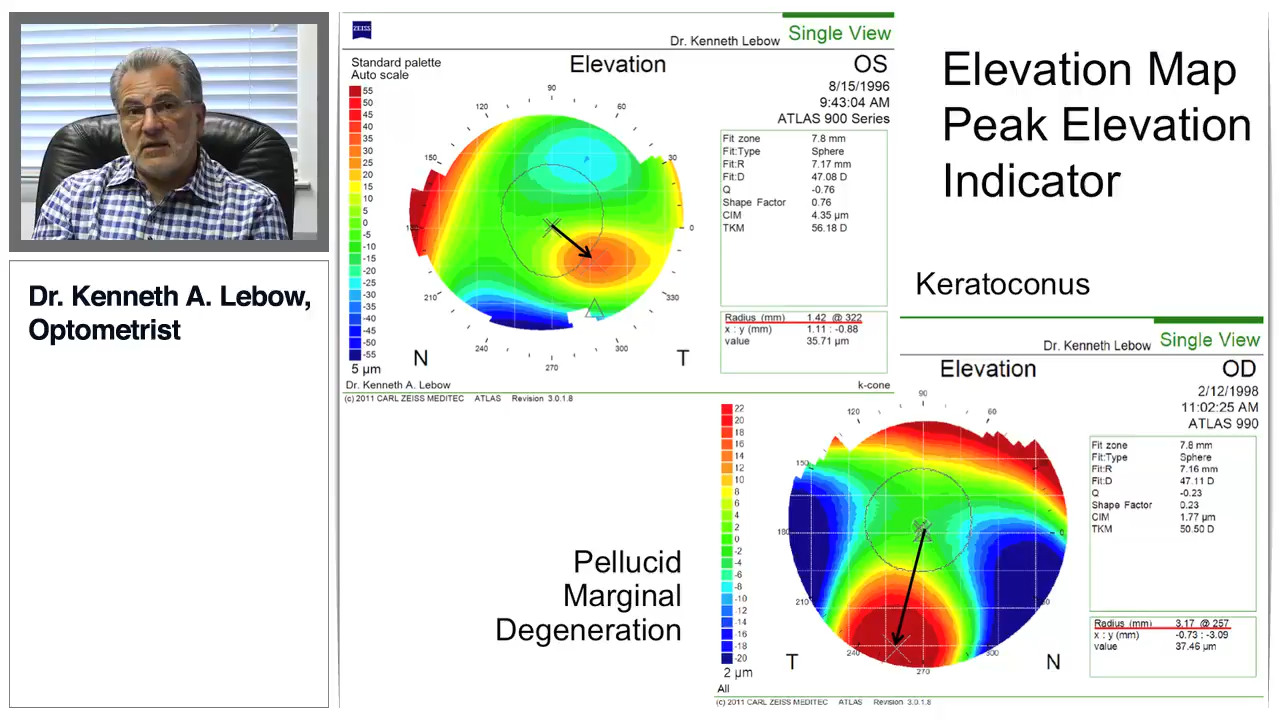 Dr. Kenneth A. Lebow,
Optometrist
ZEISS
Dr. Kenneth Lebow
Single View
Standard palette
Auto scale
Elevation
OS
8/15/1996
9:43:04 AM
ATLAS 900 Series
55
50
45
40
35
30
25
20
15
10
5
0
-5
-10
-15
-20
-25
-30
-35
-40
-45
-50
-55
5 µm
90
120
60
150
30
180
0
210
330
240
300
270
N
T
Fit zone 7.8 mm
Fit:Type Sphere
Fit:R 7.17 mm
Fit:D 47.08 D
Q -0.76
Shape Factor 0.76
CIM 4.35 µm
TKM 56.18 D
Radius (mm) 1.42 @ 322
x : y (mm) 1.11 : -0.88
value 35.71 µm
Dr. Kenneth A. Lebow
k-cone
(c) 2011 CARL ZEISS MEDITEC ATLAS Revision 3.0.1.8
Elevation Map
Peak Elevation
Indicator
Keratoconus
Pellucid
Marginal
Degeneration
Dr. Kenneth Lebow
Single View
Elevation
OD
2/12/1998
11:02:25 AM
ATLAS 990
22
20
18
16
14
12
10
8
6
4
2
0
-2
-4
-6
-8
-10
-12
-14
-16
-18
-20
2 µm
90
120
60
150
180
0
210
330
240
300
270
T
N
Fit zone 7.8 mm
Fit:Type Sphere
Fit:R 7.16 mm
Fit:D 47.11 D
Q -0.23
Shape Factor 0.23
CIM 1.77 µm
TKM 50.50 D
Radius (mm) 3.17 @ 257
x : y (mm) -0.73 : -3.09
value 37.46 µm
All
(c) 2011 CARL ZEISS MEDITEC ATLAS Revision 3.0.1.8